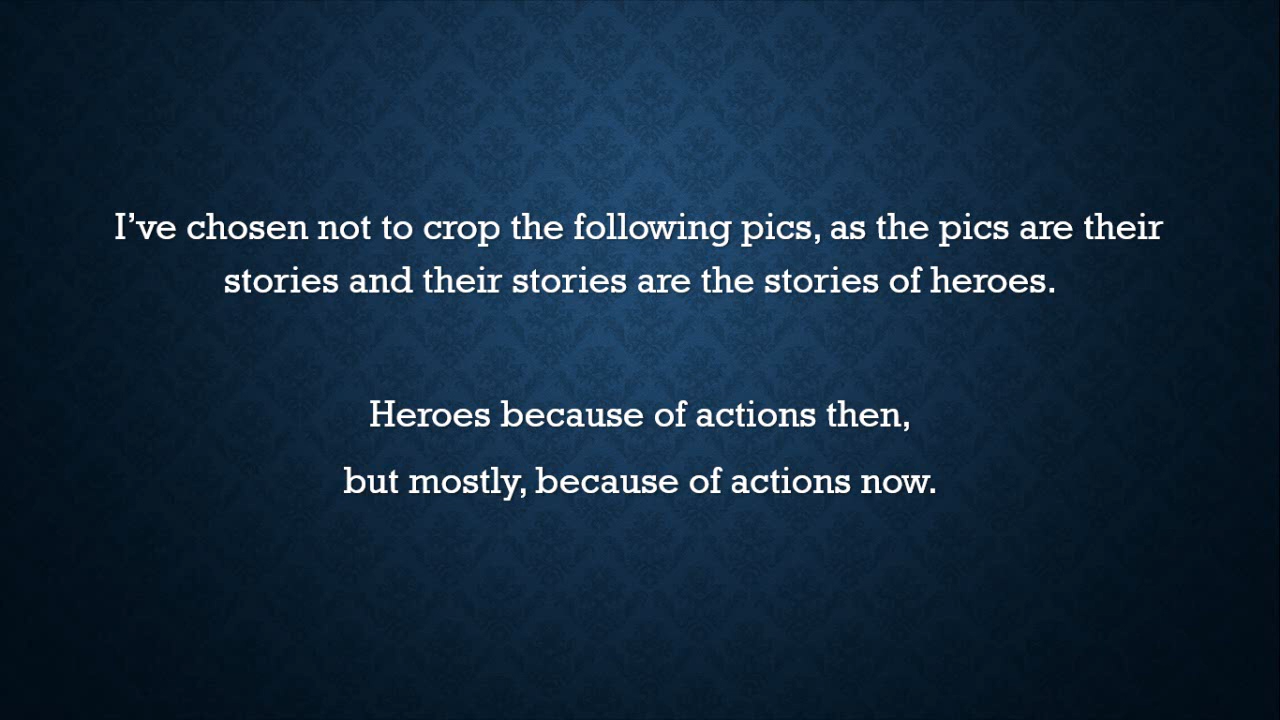 I’ve chosen not to crop the following pics, as the pics are their
stories and their stories are the stories of heroes.
Heroes because of actions then,
but mostly, because of actions now.